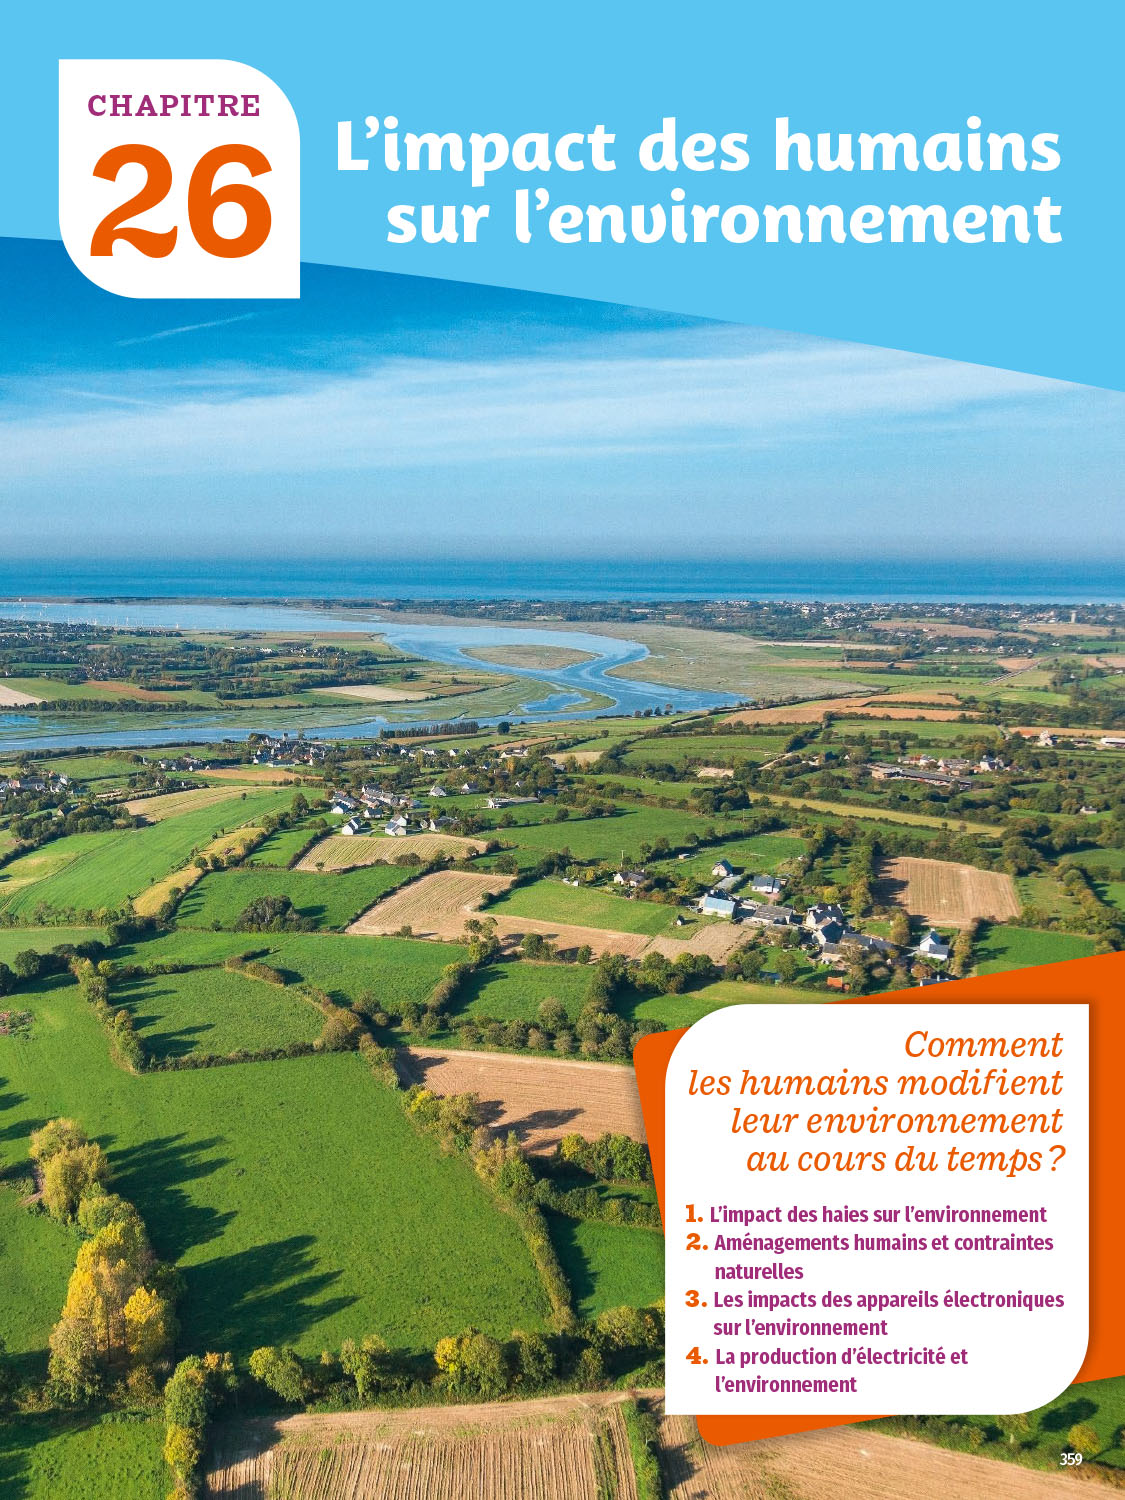 CHAPITRE
26
L’impact des humains
sur l’environnement
Comment
les humains modifient
leur environnement
au cours du temps ?
1. L’impact des haies sur l’environnement
2. Aménagements humains et contraintes
naturelles
3. Les impacts des appareils électroniques
sur l’environnement
4. La production d’électricité et
l’environnement
359